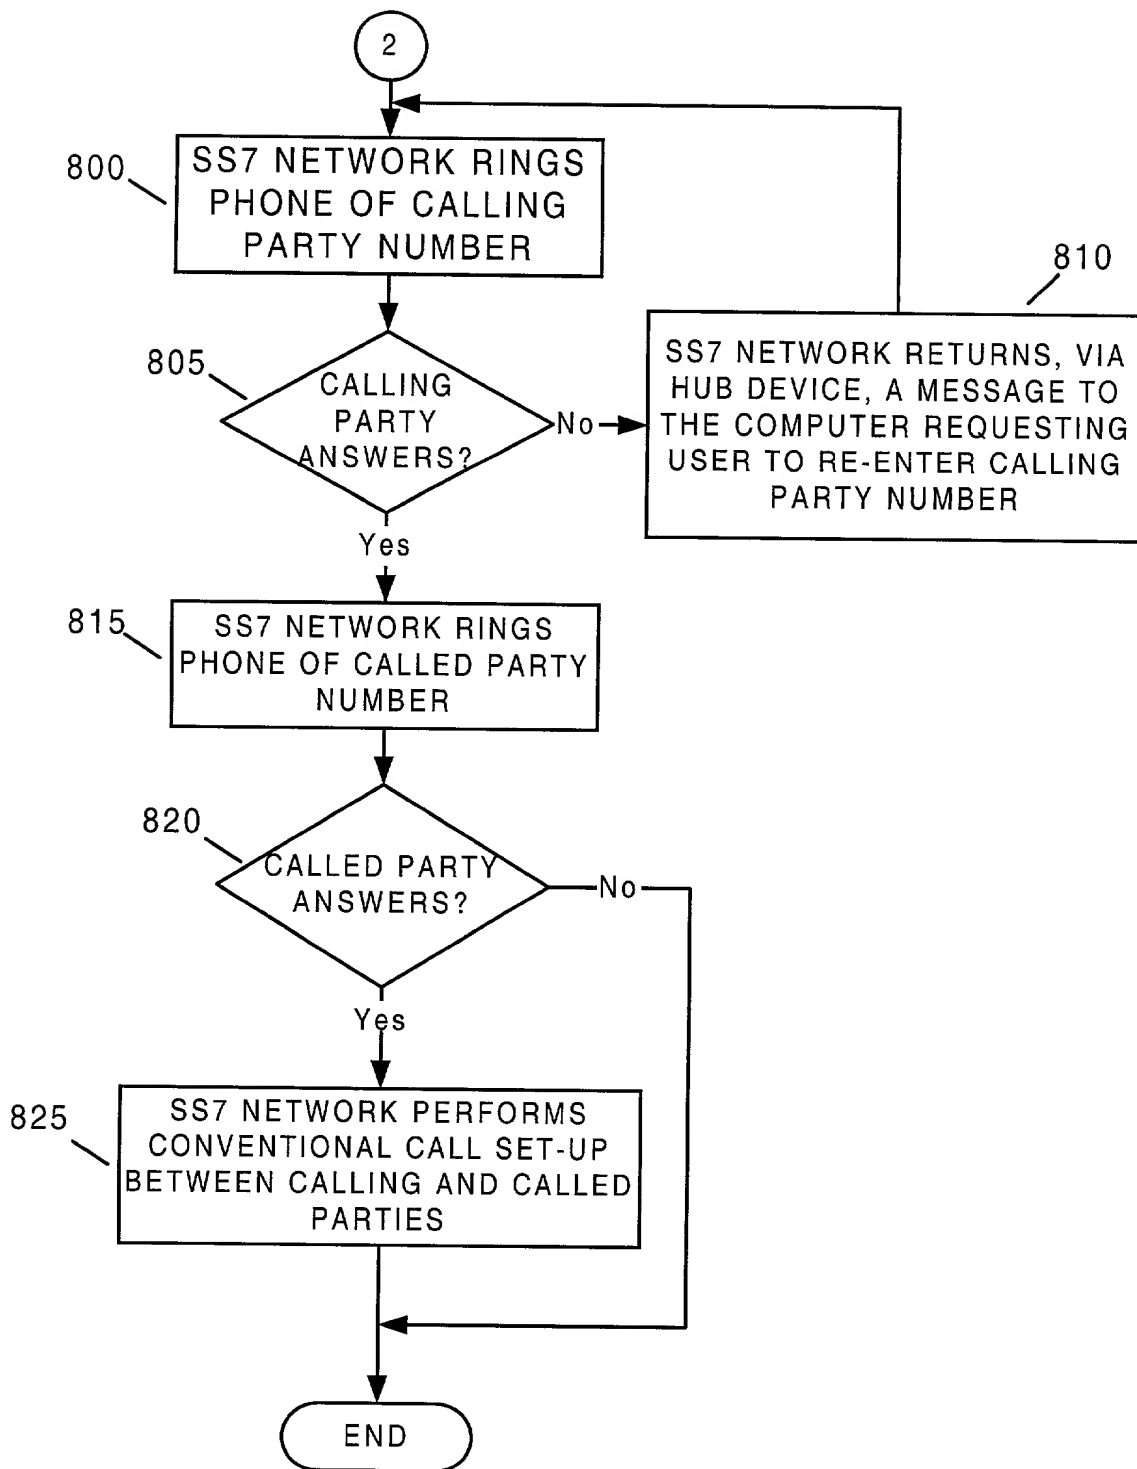 2
800
SS7 NETWORK RINGS
PHONE OF CALLING
PARTY NUMBER
810
805
CALLING
PARTY
ANSWERS?
No
SS7 NETWORK RETURNS, VIA
HUB DEVICE, A MESSAGE TO
THE COMPUTER REQUESTING
USER TO RE-ENTER CALLING
PARTY NUMBER
Yes
815
SS7 NETWORK RINGS
PHONE OF CALLED PARTY
NUMBER
820
CALLED PARTY
ANSWERS?
No
Yes
825
SS7 NETWORK PERFORMS
CONVENTIONAL CALL SET-UP
BETWEEN CALLING AND CALLED
PARTIES
END